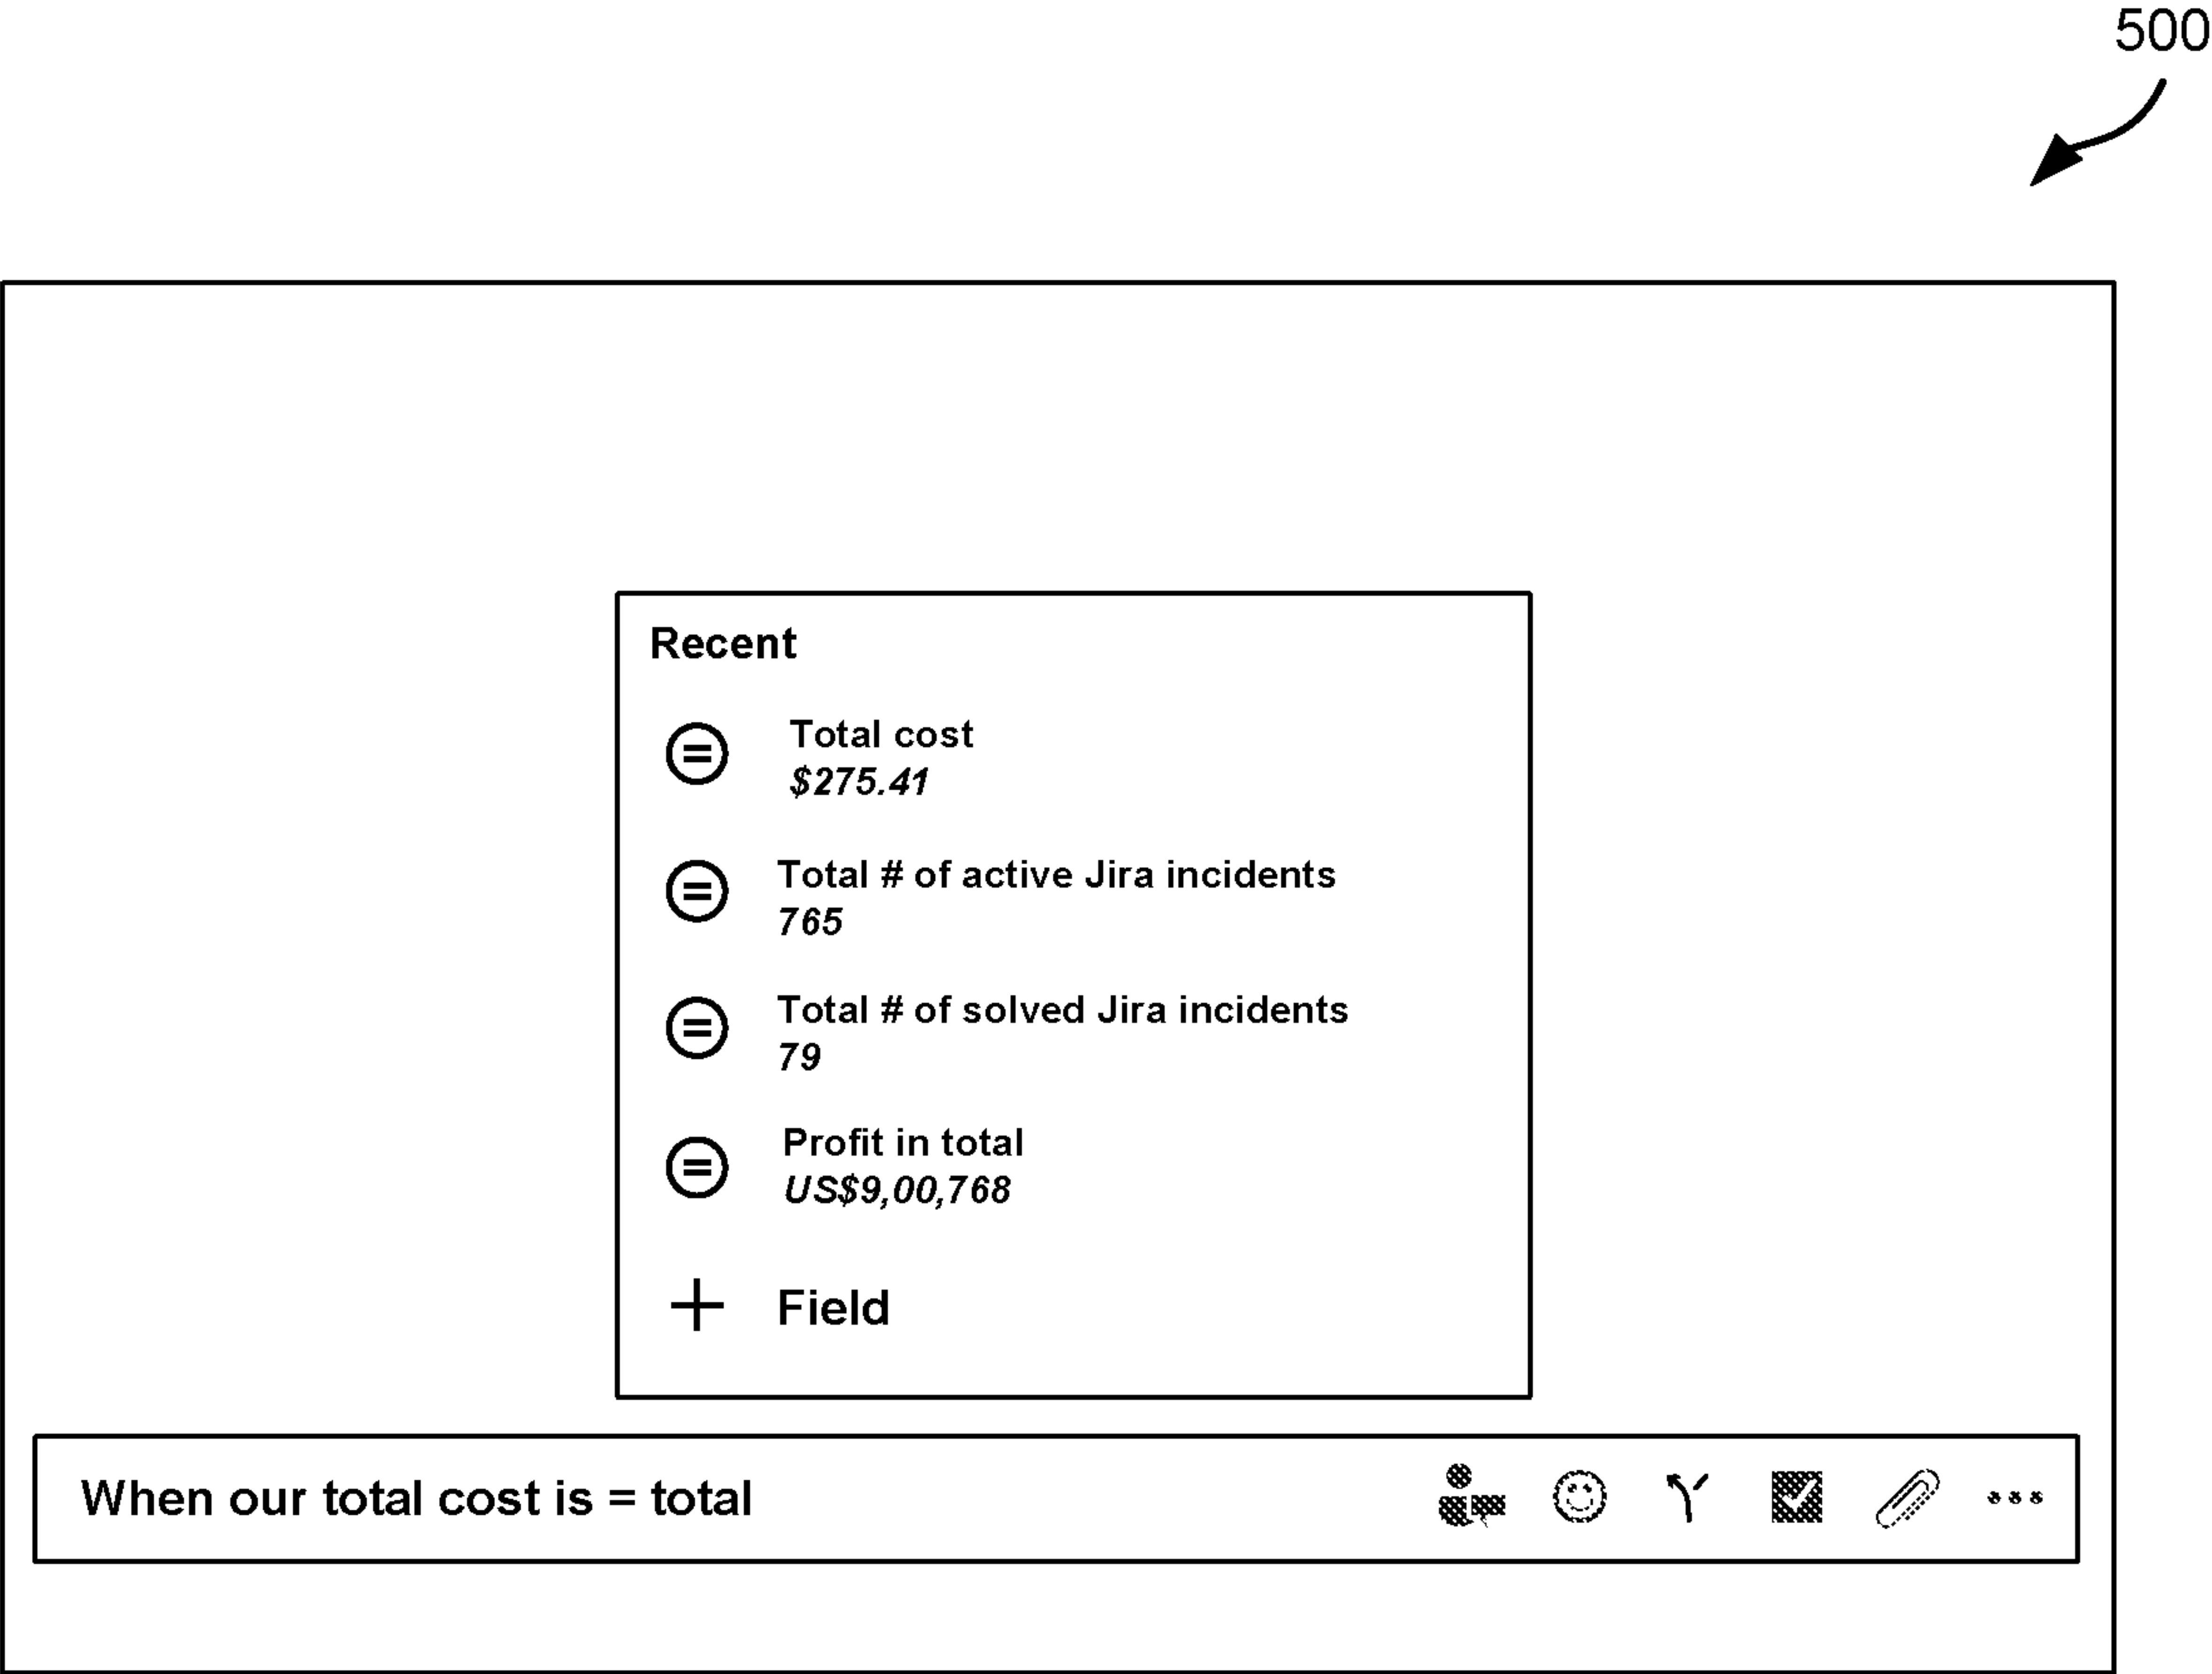 500
Recent
Total cost
$275.41
Total # of active Jira incidents
765
Total # of solved Jira incidents
79
Profit in total
US$9,00,768
+ Field
When our total cost is = total